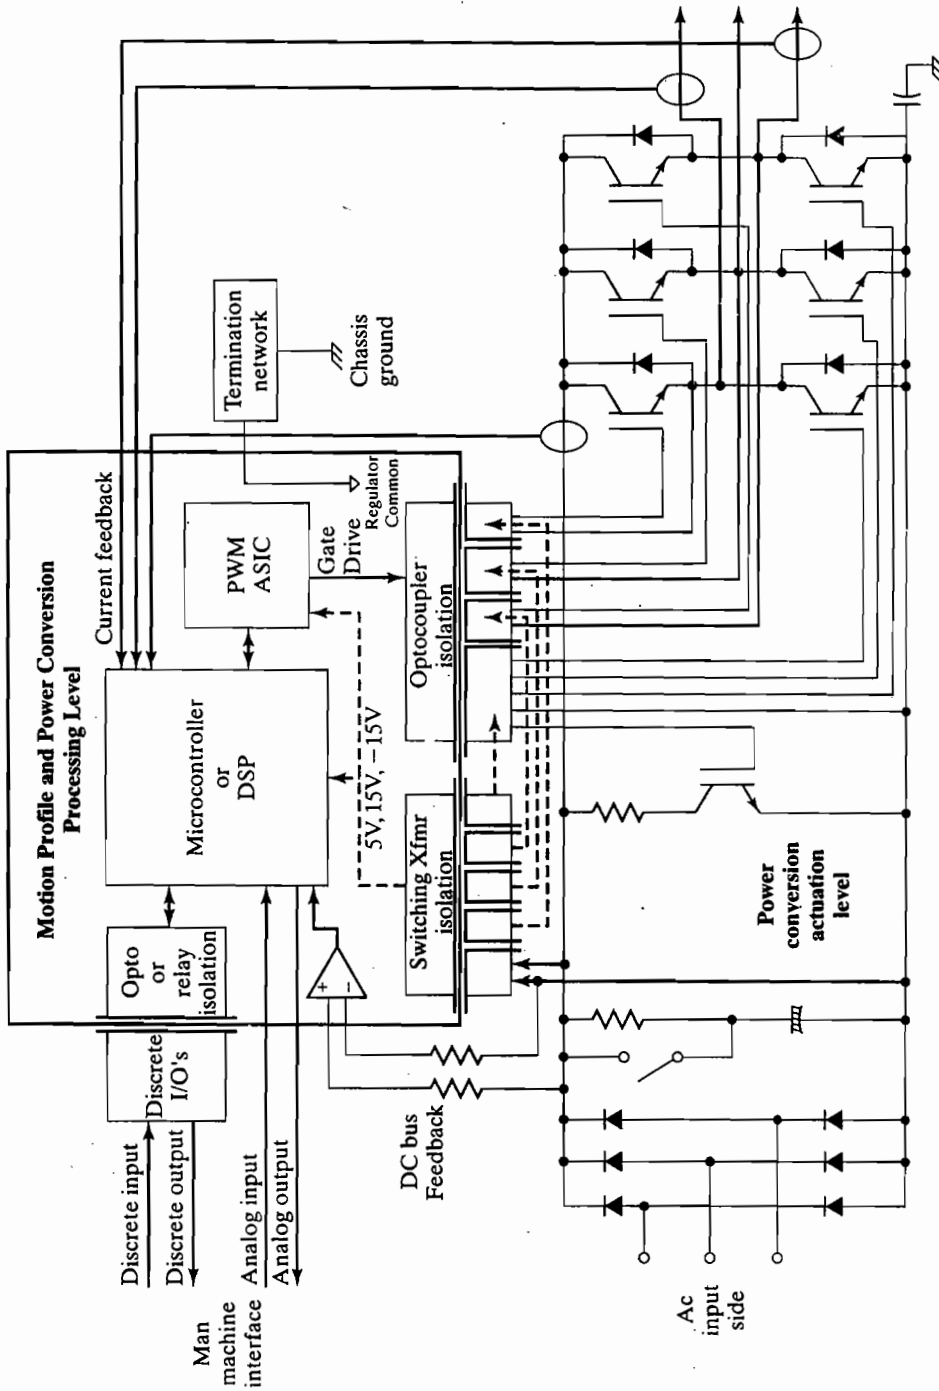 Motion Profile and Power Conversion
Processing Level
Current feedback
Microcontroller
or
DSP
PWM
ASIC
Gate
Drive
Regulator
Common
Termination
network
Chassis
ground
Opto
or
relay
isolation
Discrete
I/O's
Discrete input
Discrete output
Analog input
Analog output
Man
machine
interface
+
−
5V, 15V, −15V
Switching Xfmr
isolation
Optocoupler
isolation
DC bus
Feedback
Power
conversion
actuation
level
Ac
input
side